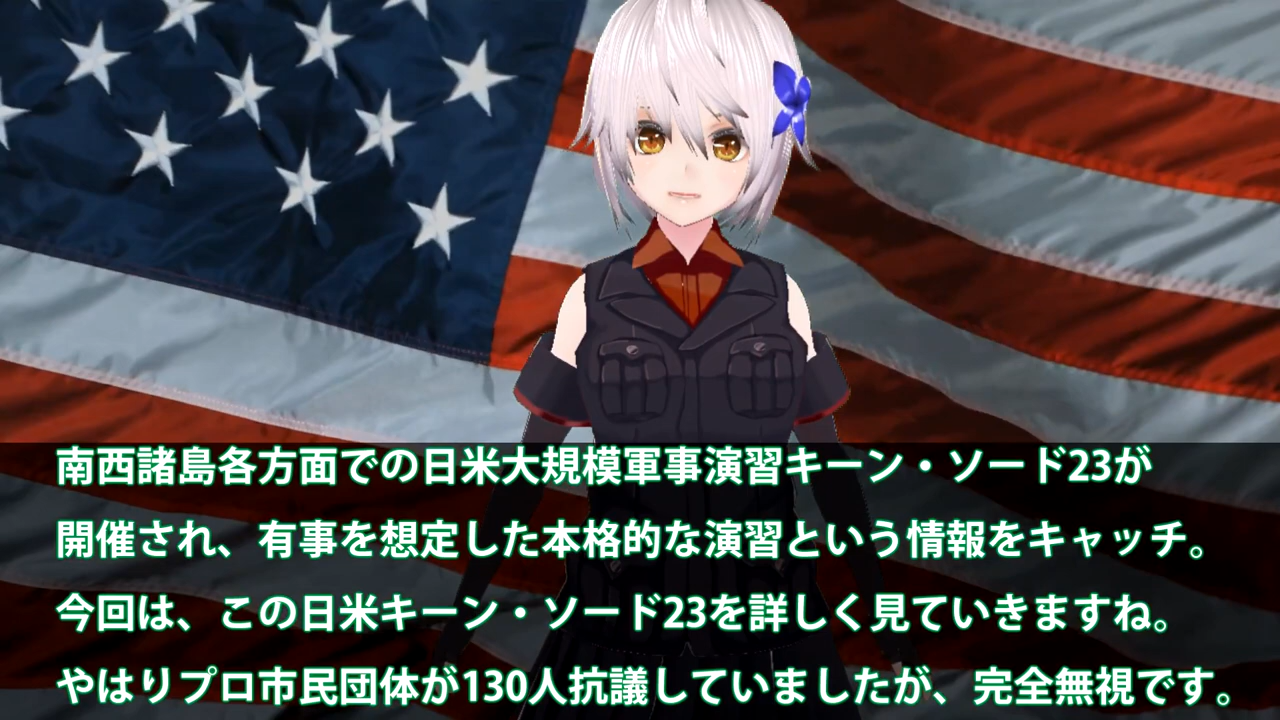 南西諸島各方面での日米大規模軍事演習キーン・ソード23が
開催され、有事を想定した本格的な演習という情報をキャッチ。
今回は、この日米キーン・ソード23を詳しく見ていきますね。
やはりプロ市民団体が130人抗議していましたが、完全無視です。